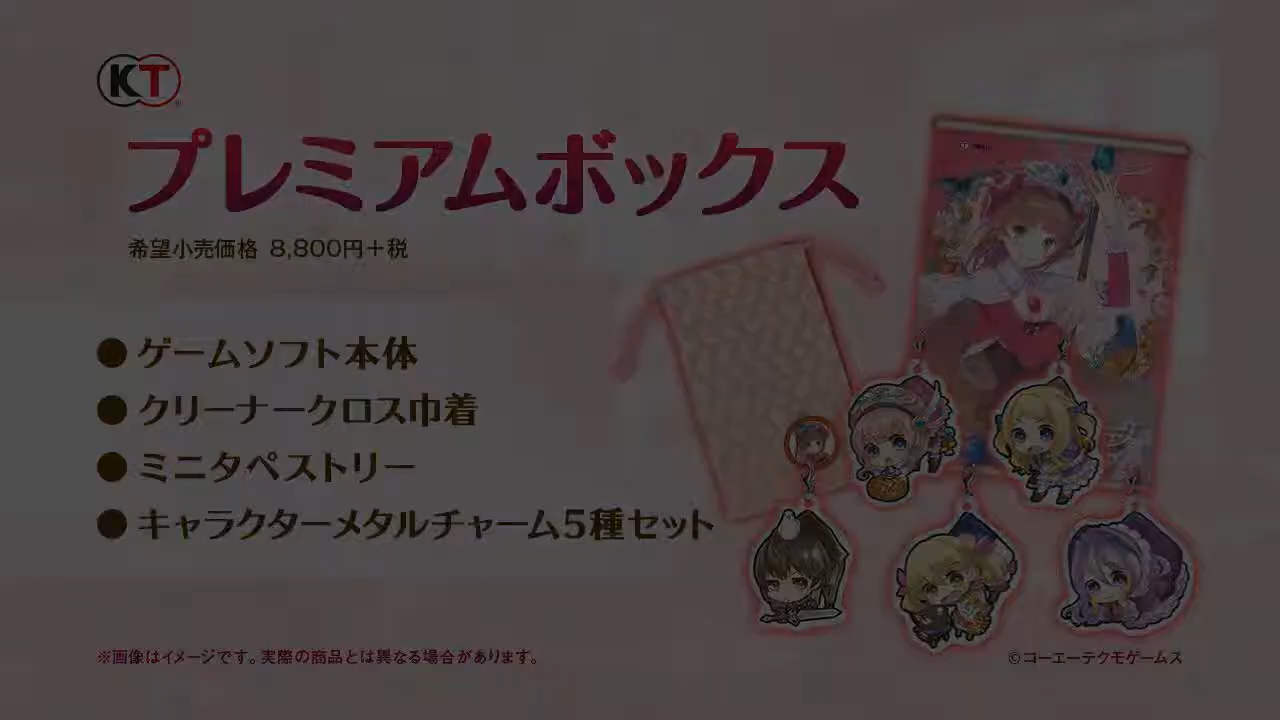 KT
プレミアムボックス
希望小売価格 8,800円+税
● ゲームソフト本体
● クリーナークロス巾着
● ミニタペストリー
● キャラクターメタルチャーム5種セット
※画像はイメージです。実際の商品とは異なる場合があります。
©コーエーテクモゲームス